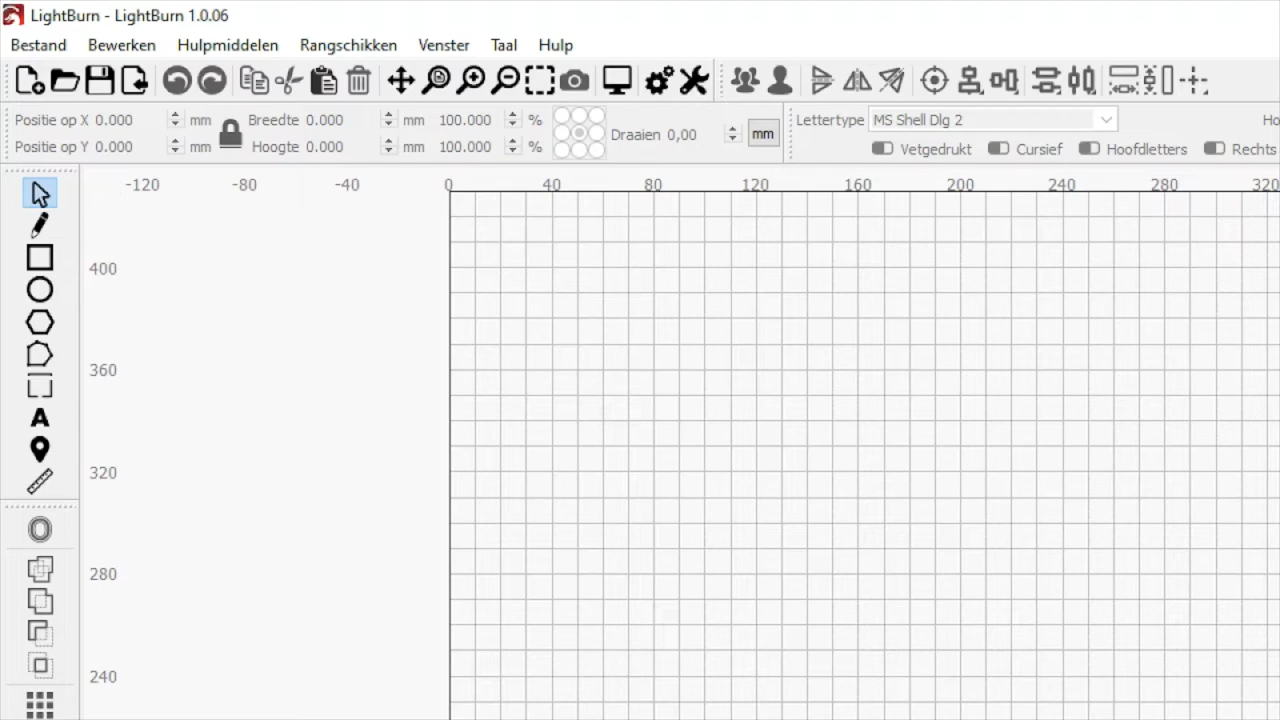 LightBurn - LightBurn 1.0.06
Bestand Bewerken Hulpmiddelen Rangschikken Venster Taal Hulp
Positie op X 0.000 mm Breedte 0.000 mm 100.000 %
Positie op Y 0.000 mm Hoogte 0.000 mm 100.000 %
Draaien 0,00 mm
Lettertype MS Shell Dlg 2 Ho
Vetgedrukt Cursief Hoofdletters Rechts
-120 -80 -40 0 40 80 120 160 200 240 280 320
400
360
320
280
240